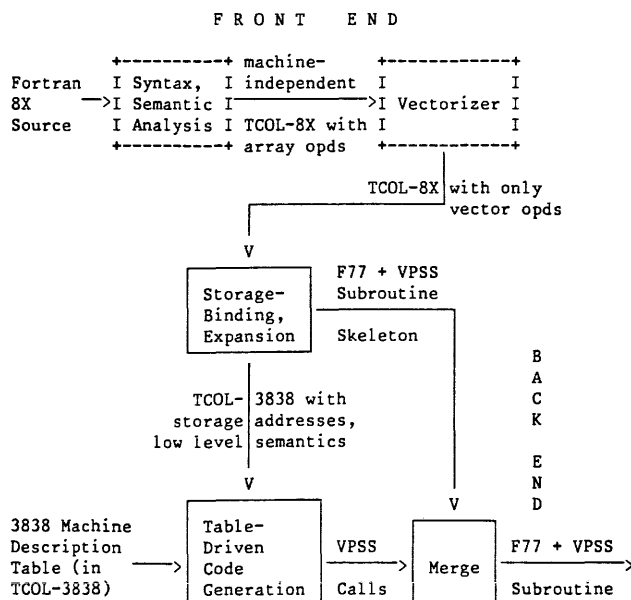 F R O N T   E N D
Fortran
8X
Source
Syntax,
Semantic
Analysis
machine-
independent
TCOL-8X with
array opds
Vectorizer
TCOL-8X with only
vector opds
Storage-
Binding,
Expansion
F77 + VPSS
Subroutine
Skeleton
B
A
C
K
E
N
D
TCOL-3838 with
storage addresses,
low level semantics
3838 Machine
Description
Table (in
TCOL-3838)
Table-
Driven
Code
Generation
VPSS
Calls
Merge
F77 + VPSS
Subroutine